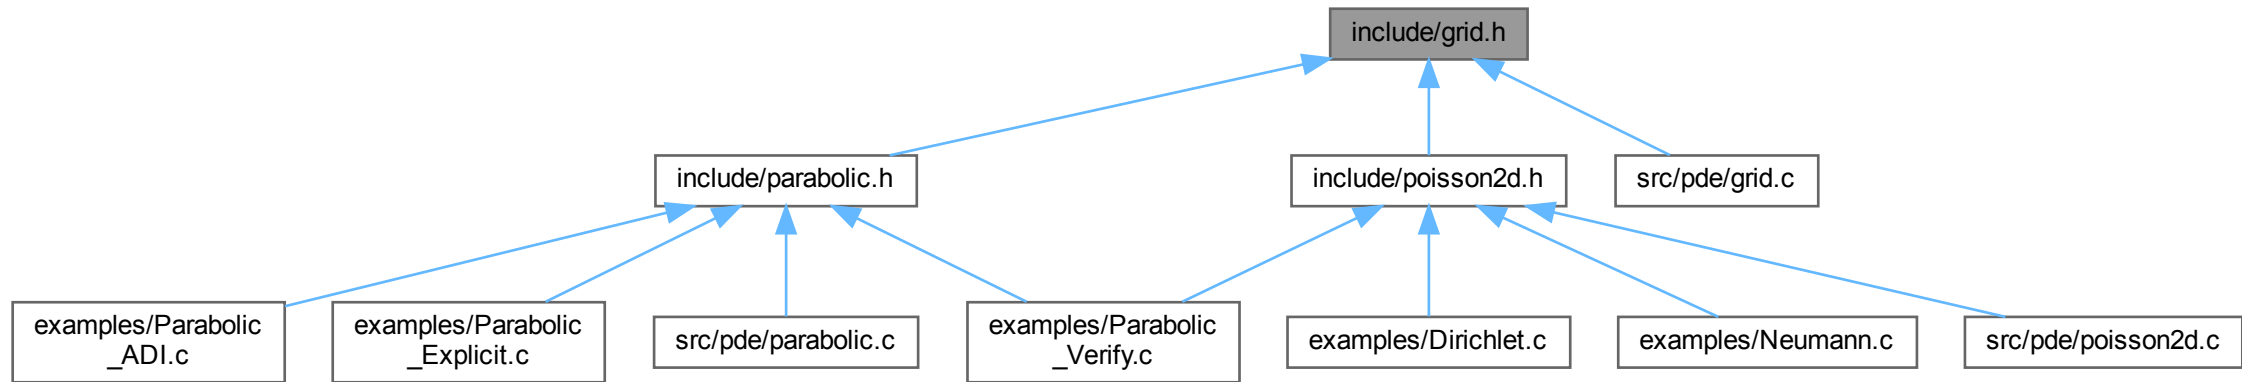 include/grid.h
include/parabolic.h
include/poisson2d.h
src/pde/grid.c
examples/Parabolic
_ADI.c
examples/Parabolic
_Explicit.c
src/pde/parabolic.c
examples/Parabolic
_Verify.c
examples/Dirichlet.c
examples/Neumann.c
src/pde/poisson2d.c